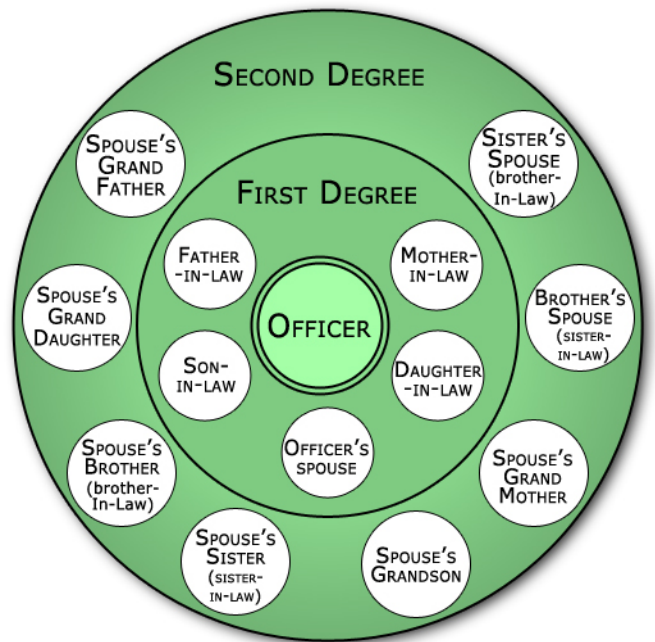 SECOND DEGREE
SPOUSE'S
GRAND
FATHER
SISTER'S
SPOUSE
(brother-
In-Law)
FIRST DEGREE
FATHER
-IN-LAW
MOTHER-
IN-LAW
SPOUSE'S
GRAND
DAUGHTER
OFFICER
BROTHER'S
SPOUSE
(SISTER-
IN-LAW)
SON-
IN-LAW
DAUGHTER
-IN-LAW
SPOUSE'S
BROTHER
(brother-
In-Law)
OFFICER'S
SPOUSE
SPOUSE'S
GRAND
MOTHER
SPOUSE'S
SISTER
(SISTER-
IN-LAW)
SPOUSE'S
GRANDSON